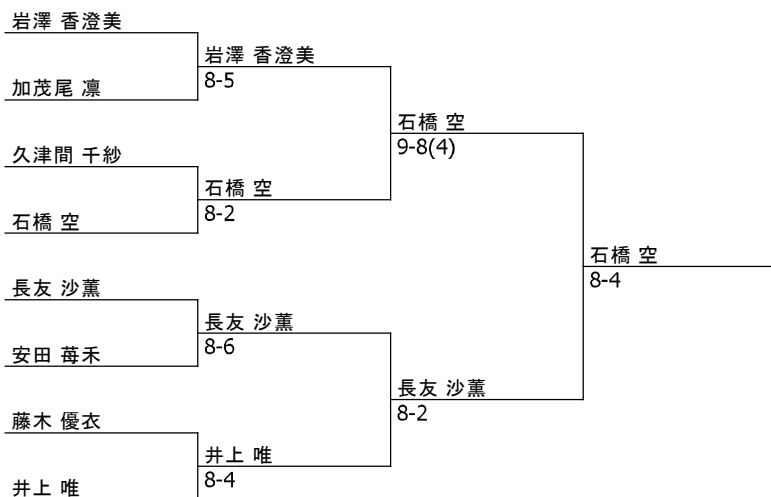 岩澤 香澄美
岩澤 香澄美
8-5
加茂尾 凛
石橋 空
9-8(4)
久津間 千紗
石橋 空
8-2
石橋 空
石橋 空
8-4
長友 沙薫
長友 沙薫
8-6
安田 苺禾
長友 沙薫
8-2
藤木 優衣
井上 唯
8-4
井上 唯